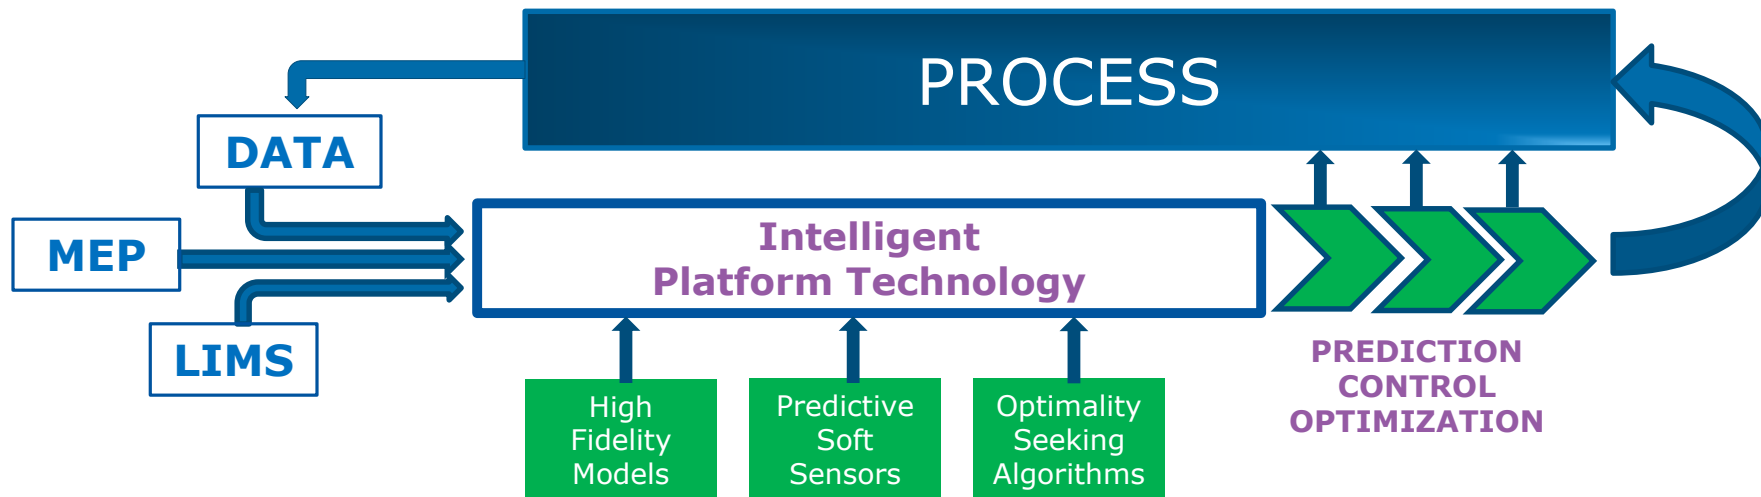 PROCESS
DATA
MEP
LIMS
Intelligent
Platform Technology
High
Fidelity
Models
Predictive
Soft
Sensors
Optimality
Seeking
Algorithms
PREDICTION
CONTROL
OPTIMIZATION